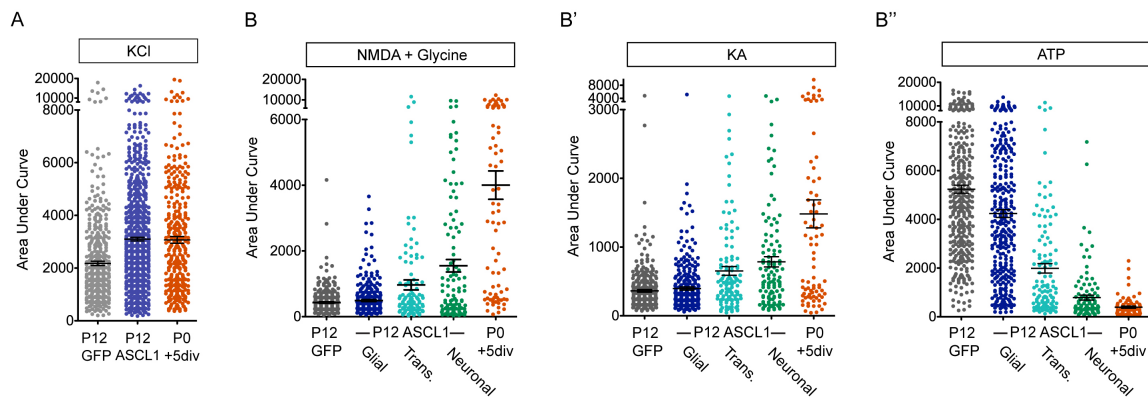 A
KCl
Area Under Curve
20000
10000
8000
6000
4000
2000
0
P12 P12 P0
GFP ASCL1 +5div
B
NMDA + Glycine
Area Under Curve
20000
10000
6000
4000
2000
0
P12 —P12 ASCL1— P0
GFP Glial Trans. Neuronal +5div
B’
KA
Area Under Curve
8000
4000
3000
2000
1000
0
P12 —P12 ASCL1— P0
GFP Glial Trans. Neuronal +5div
B’’
ATP
Area Under Curve
20000
10000
8000
6000
4000
2000
0
P12 —P12 ASCL1— P0
GFP Glial Trans. Neuronal +5div